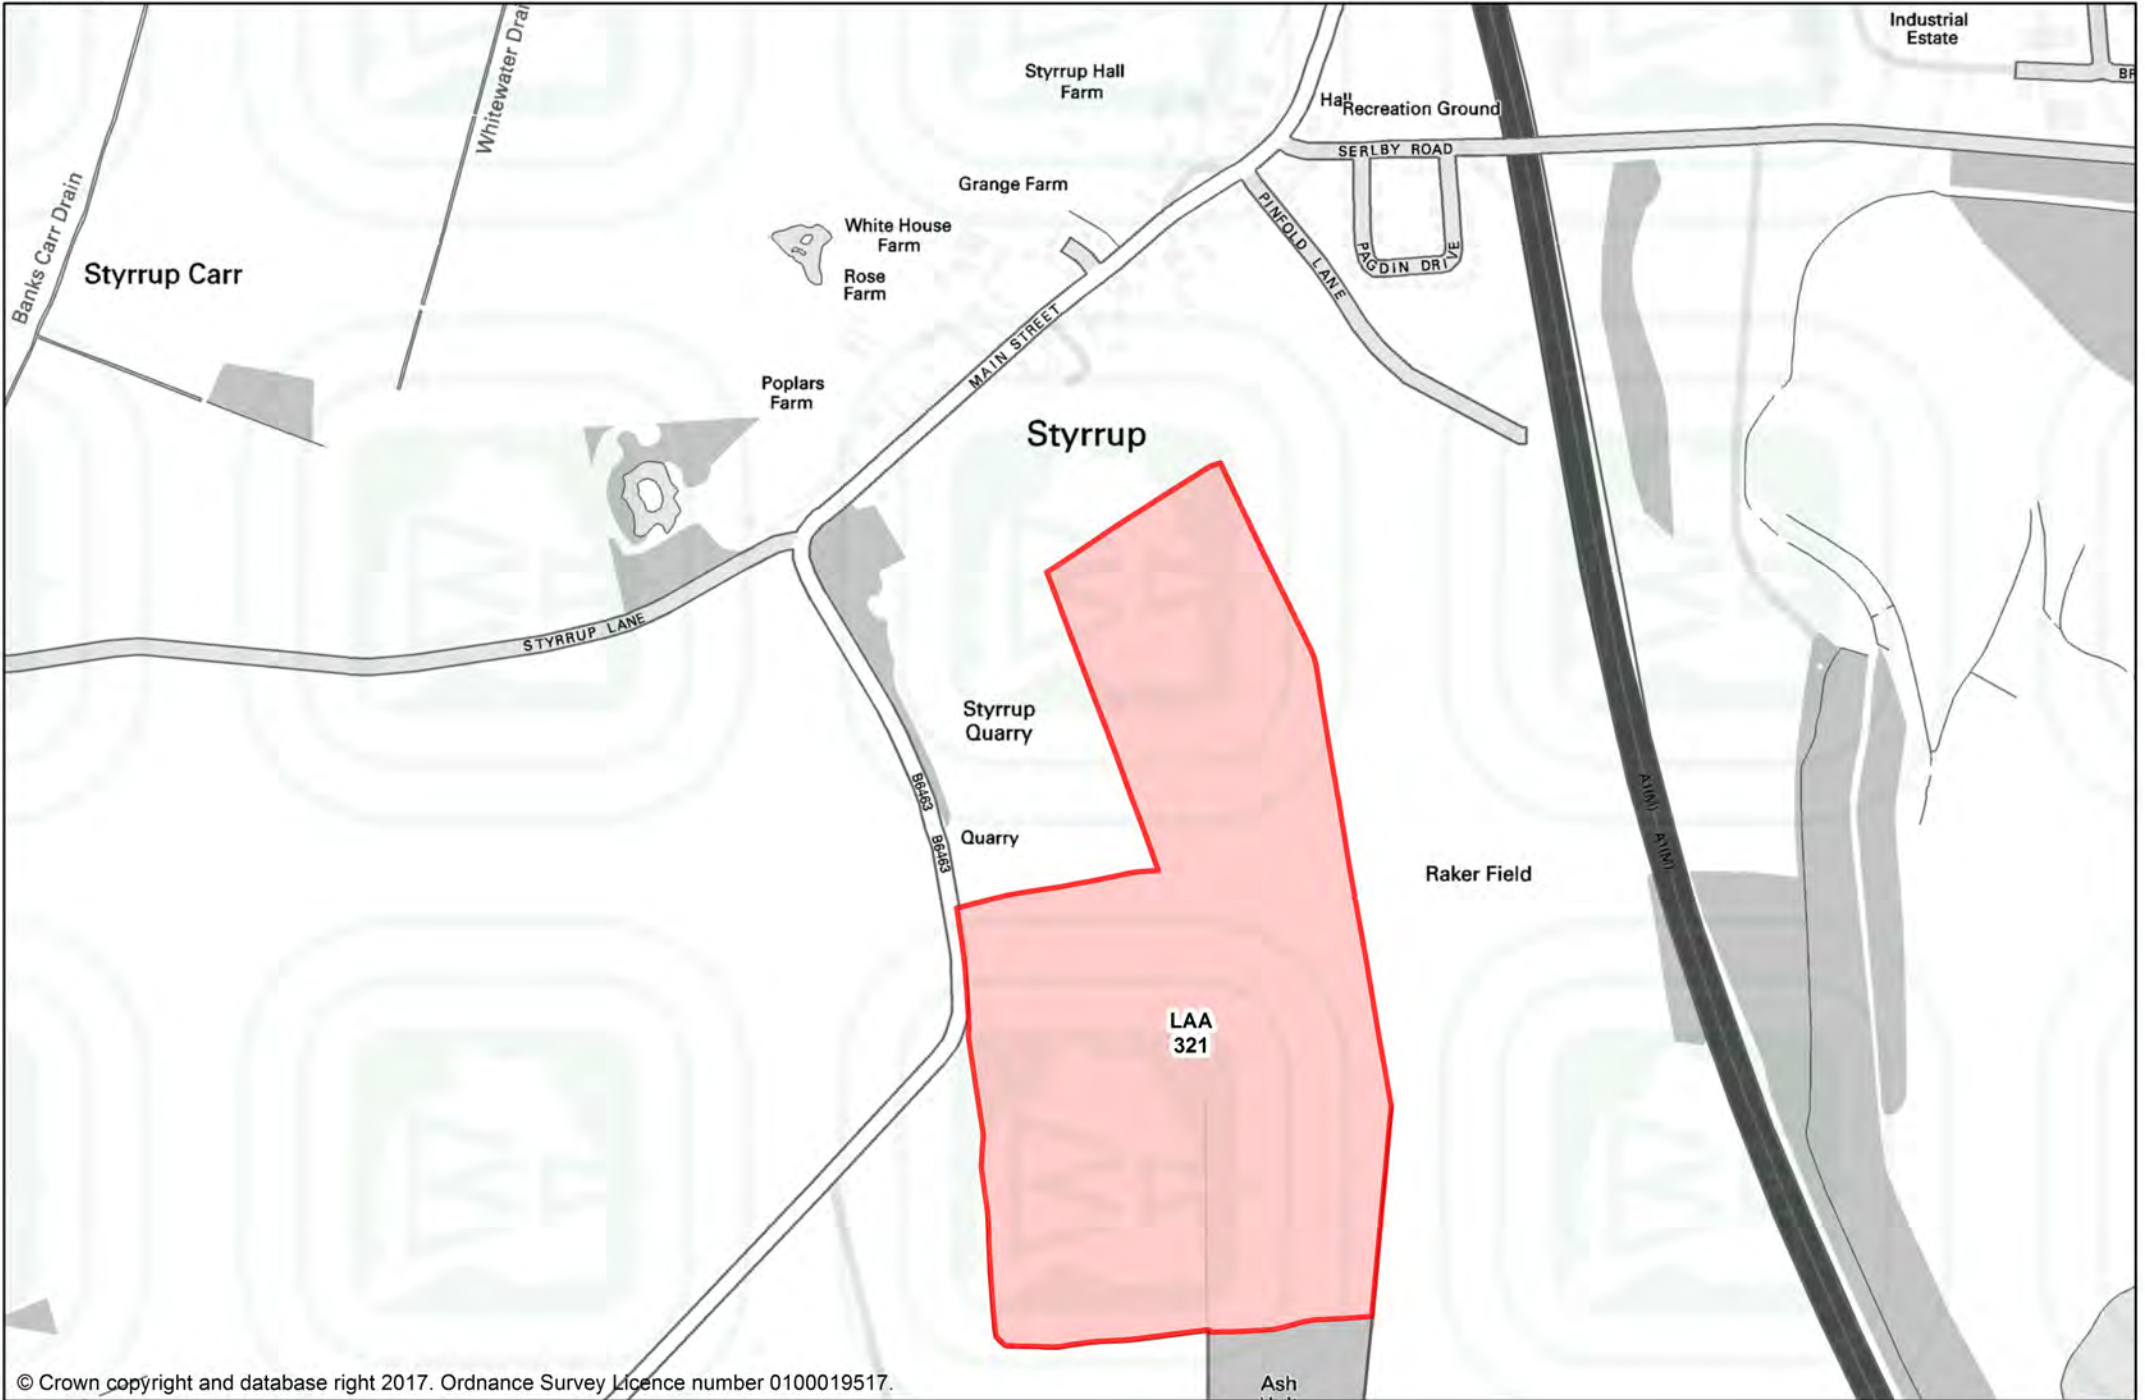 Industrial
Estate
Whitewater Drai
Styrrup Hall
Farm
Hall
Recreation Ground
SERLBY ROAD
Grange Farm
PINFOLD LANE
PAGDIN DRIVE
White House
Farm
Rose
Farm
Banks Carr Drain
Styrrup Carr
MAIN STREET
Poplars
Farm
Styrrup
STYRRUP LANE
Styrrup
Quarry
B6463
B6463
Quarry
A1(M)
A1(M)
Raker Field
LAA
321
Ash
© Crown copyright and database right 2017. Ordnance Survey Licence number 0100019517.